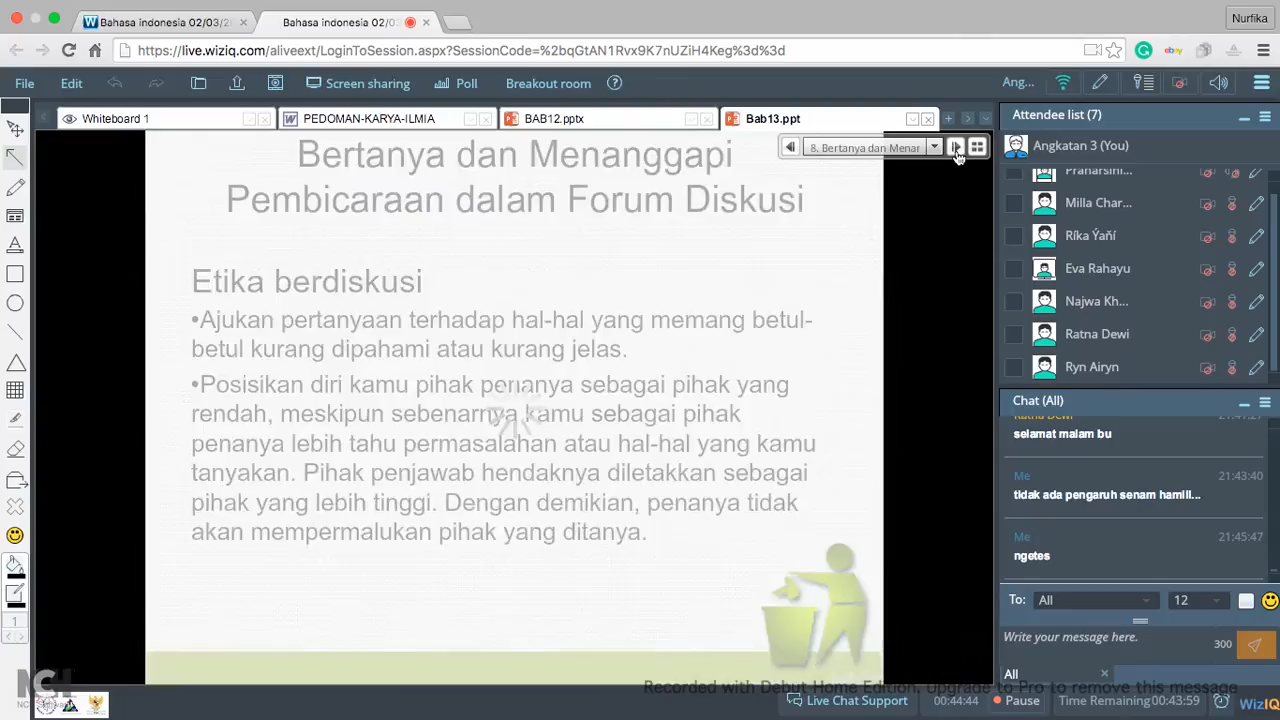 Bahasa indonesia 02/03/2
Bahasa indonesia 02/03
Nurfika
https://live.wiziq.com/aliveext/LoginToSession.aspx?SessionCode=%2bqGtAN1Rvx9K7nUZiH4Keg%3d%3d
File
Edit
Screen sharing
Poll
Breakout room
Ang...
Whiteboard 1
PEDOMAN-KARYA-ILMIA
BAB12.pptx
Bab13.ppt
8. Bertanya dan Menar
Bertanya dan Menanggapi
Pembicaraan dalam Forum Diskusi
Etika berdiskusi
•Ajukan pertanyaan terhadap hal-hal yang memang betul-
betul kurang dipahami atau kurang jelas.
•Posisikan diri kamu pihak penanya sebagai pihak yang
rendah, meskipun sebenarnya kamu sebagai pihak
penanya lebih tahu permasalahan atau hal-hal yang kamu
tanyakan. Pihak penjawab hendaknya diletakkan sebagai
pihak yang lebih tinggi. Dengan demikian, penanya tidak
akan mempermalukan pihak yang ditanya.
Attendee list (7)
Angkatan 3 (You)
Pranarsini...
Milla Char...
Ríka Ýañí
Eva Rahayu
Najwa Kh...
Ratna Dewi
Ryn Airyn
Chat (All)
Ratna Dewi
selamat malam bu
Me 21:43:40
tidak ada pengaruh senam hamlil...
Me 21:45:47
ngetes
To: All 12
Write your message here. 300
All
1
Recorded with Debut Home Edition. Upgrade to Pro to remove this message
Live Chat Support
00:44:44
Pause
Time Remaining 00:43:59
WizIQ